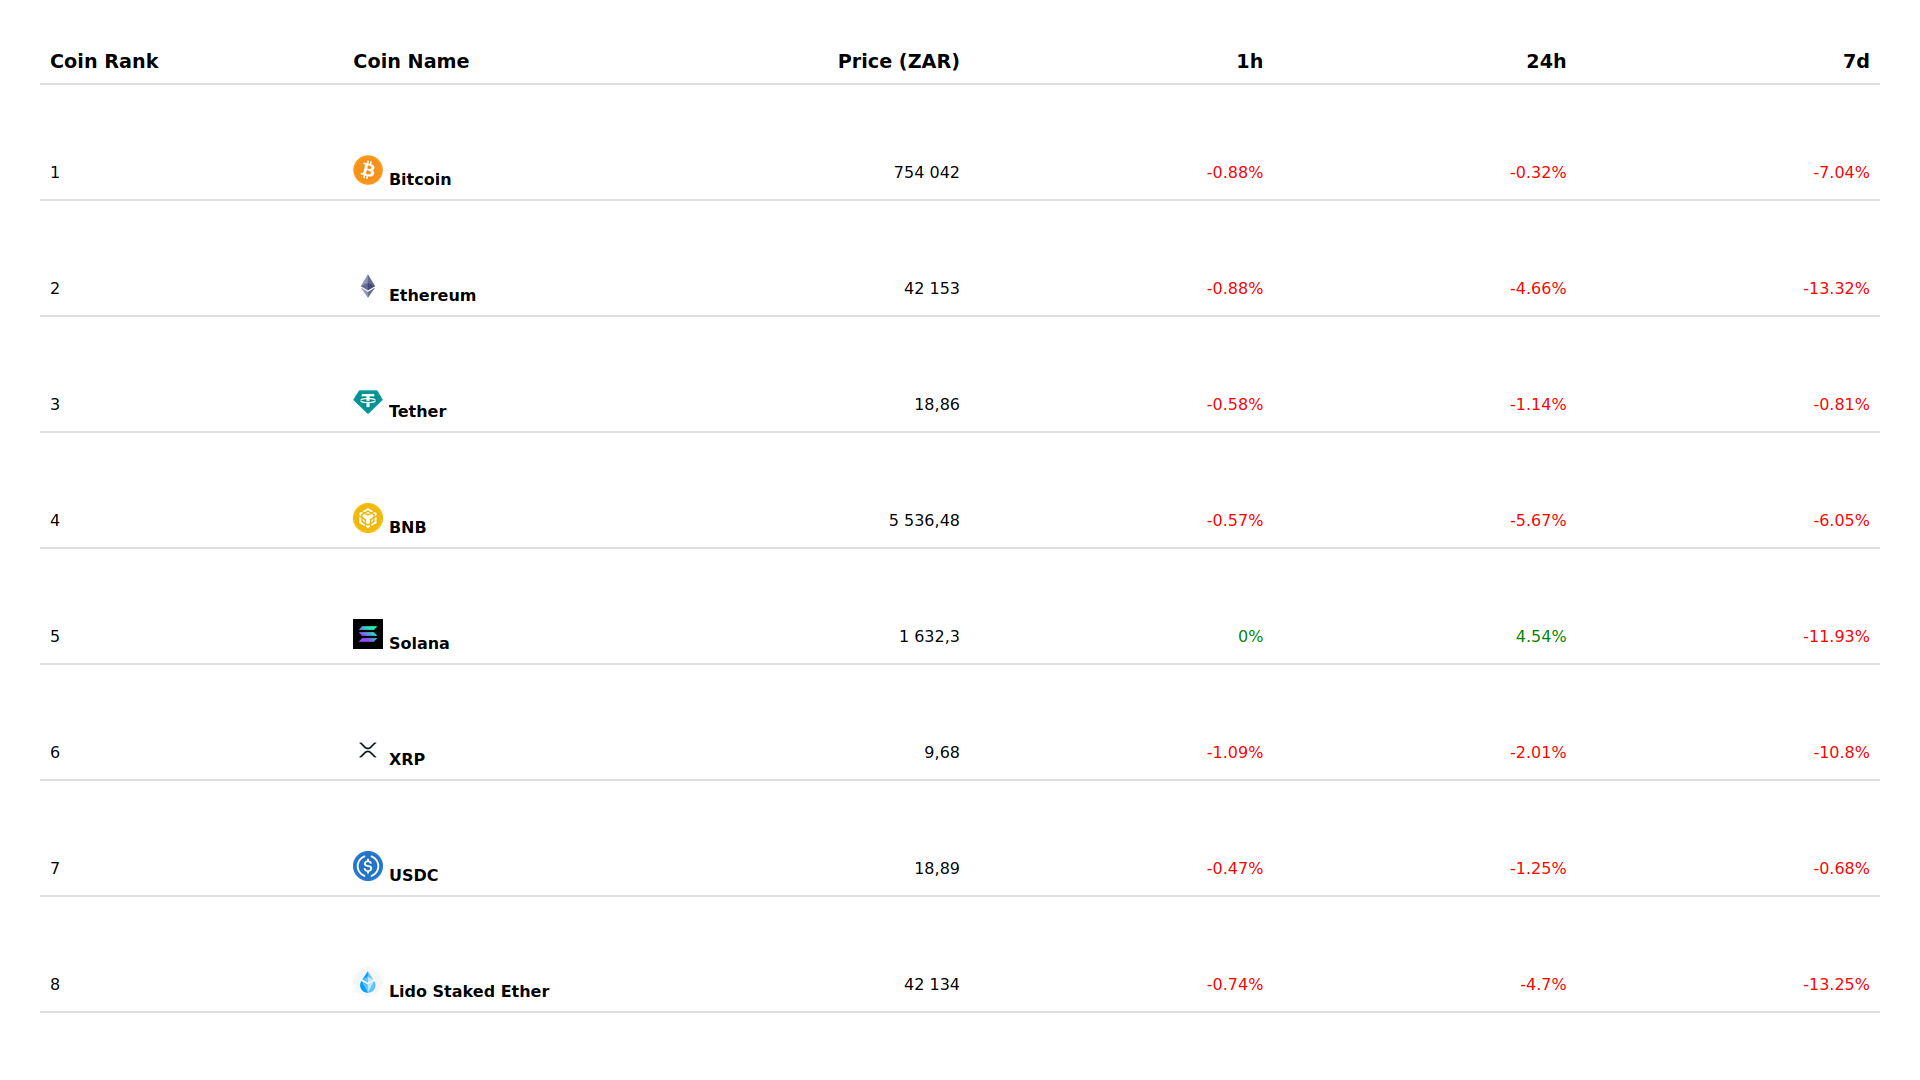 Coin Rank Coin Name Price (ZAR) 1h 24h 7d
1 Bitcoin 754 042 -0.88% -0.32% -7.04%
2 Ethereum 42 153 -0.88% -4.66% -13.32%
3 Tether 18,86 -0.58% -1.14% -0.81%
4 BNB 5 536,48 -0.57% -5.67% -6.05%
5 Solana 1 632,3 0% 4.54% -11.93%
6 XRP 9,68 -1.09% -2.01% -10.8%
7 USDC 18,89 -0.47% -1.25% -0.68%
8 Lido Staked Ether 42 134 -0.74% -4.7% -13.25%